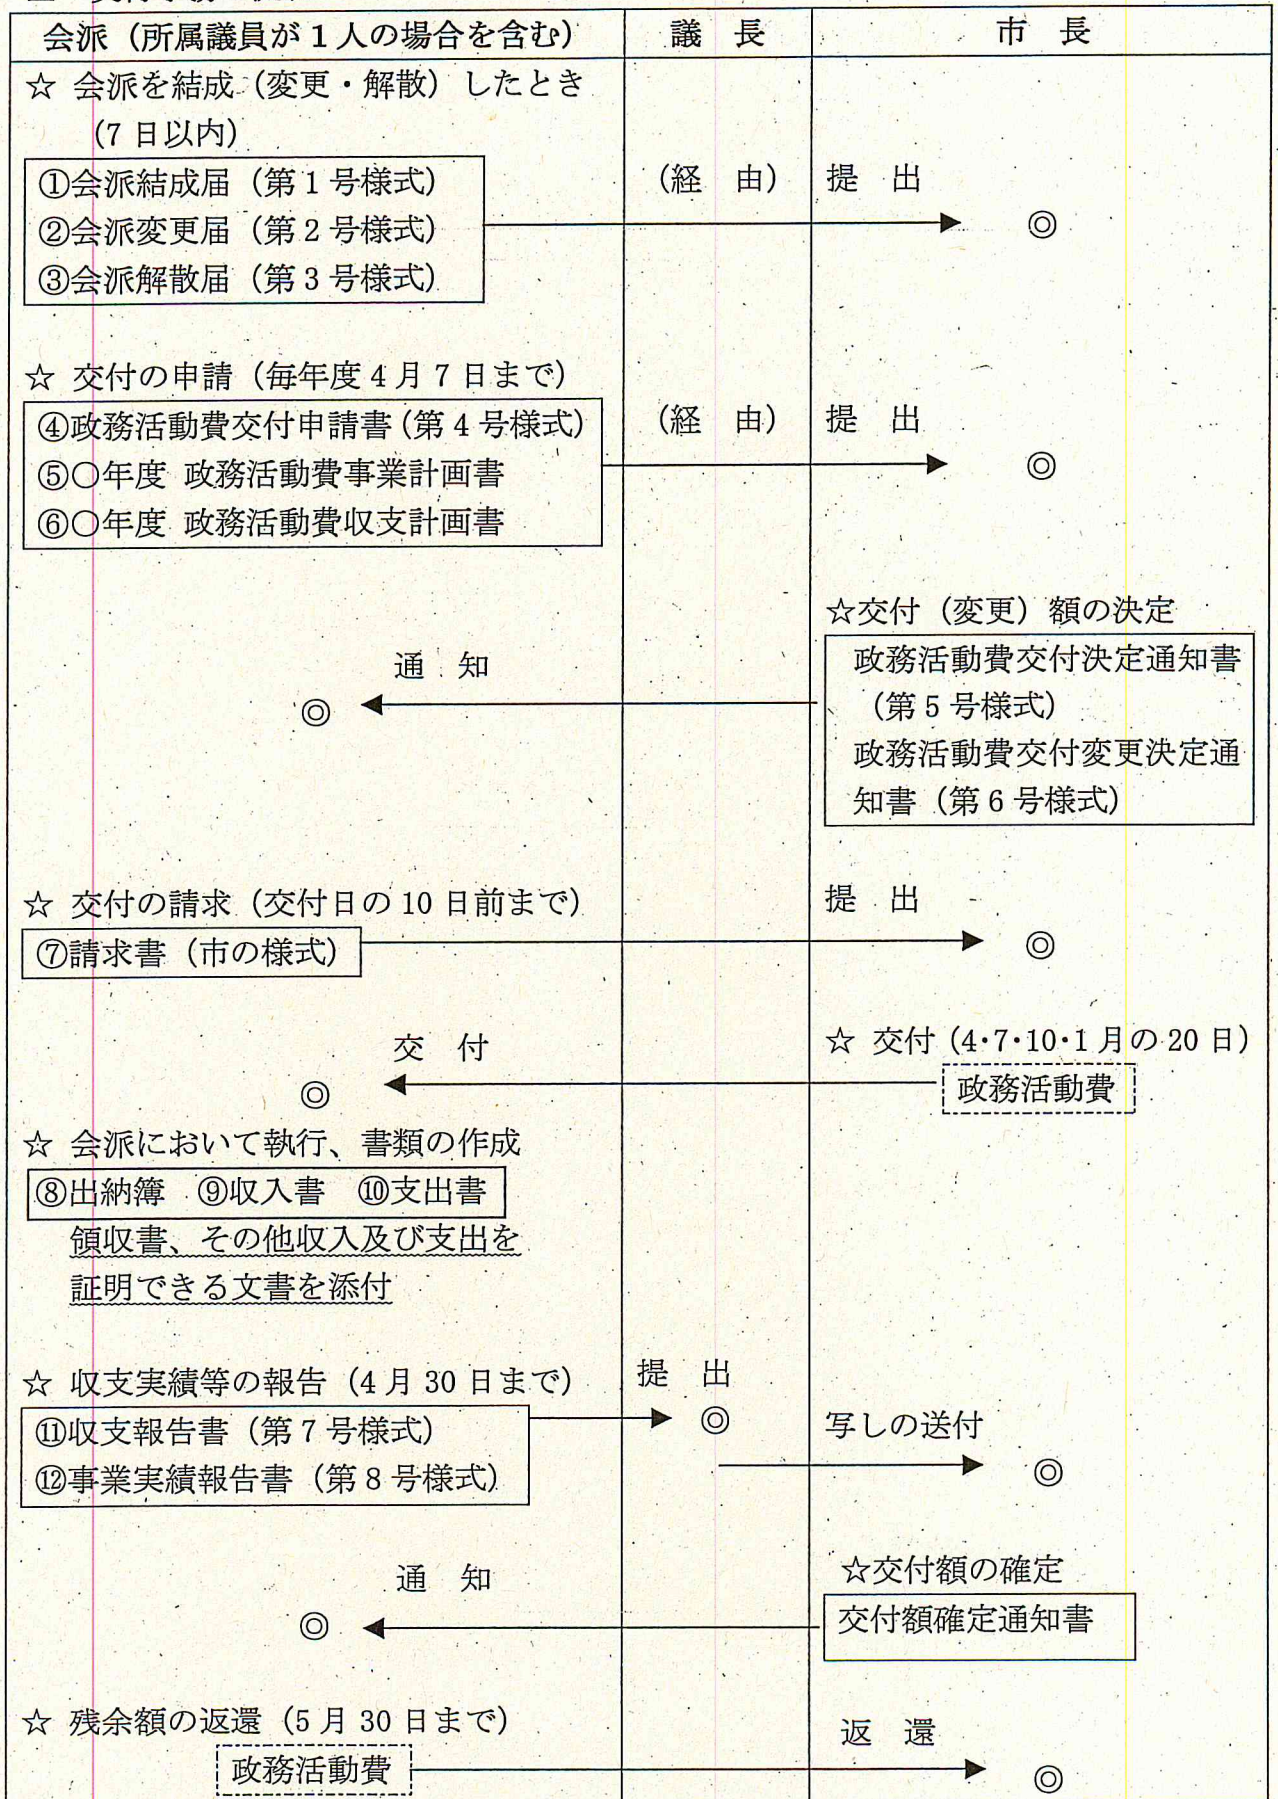 会派（所属議員が1人の場合を含む） 議 長 市 長
☆ 会派を結成（変更・解散）したとき
（7日以内）
①会派結成届（第1号様式）
②会派変更届（第2号様式）
③会派解散届（第3号様式）
（経 由） 提 出
◎
☆ 交付の申請（毎年度4月7日まで）
④政務活動費交付申請書（第4号様式）
⑤〇年度 政務活動費事業計画書
⑥〇年度 政務活動費収支計画書
（経 由） 提 出
◎
☆交付（変更）額の決定
政務活動費交付決定通知書
（第5号様式）
政務活動費交付変更決定通
知書（第6号様式）
通 知
◎
☆ 交付の請求（交付日の10日前まで）
⑦請求書（市の様式）
提 出
◎
☆ 交付（4・7・10・1月の20日）
政務活動費
交 付
◎
☆ 会派において執行、書類の作成
⑧出納簿 ⑨収入書 ⑩支出書
領収書、その他収入及び支出を
証明できる文書を添付
☆ 収支実績等の報告（4月30日まで）
⑪収支報告書（第7号様式）
⑫事業実績報告書（第8号様式）
提 出
◎
写しの送付
◎
☆交付額の確定
交付額確定通知書
通 知
◎
☆ 残余額の返還（5月30日まで）
政務活動費
返 還
◎